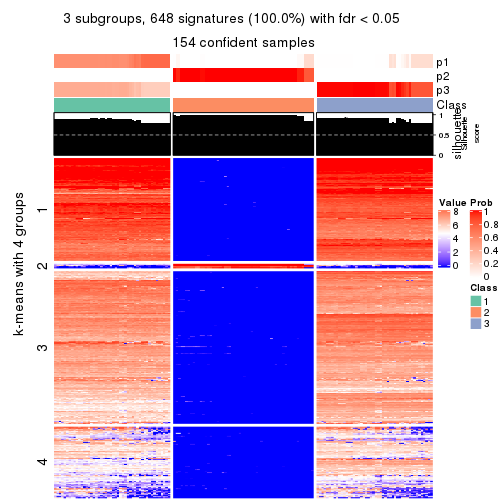 3 subgroups, 648 signatures (100.0%) with fdr < 0.05
154 confident samples
p1
p2
p3
Class
1
0.5
0
silhouette
Silhouette
score
k-means with 4 groups
1
2
3
4
Value
8
6
4
2
0
Prob
1
0.8
0.6
0.4
0.2
0
Class
1
2
3